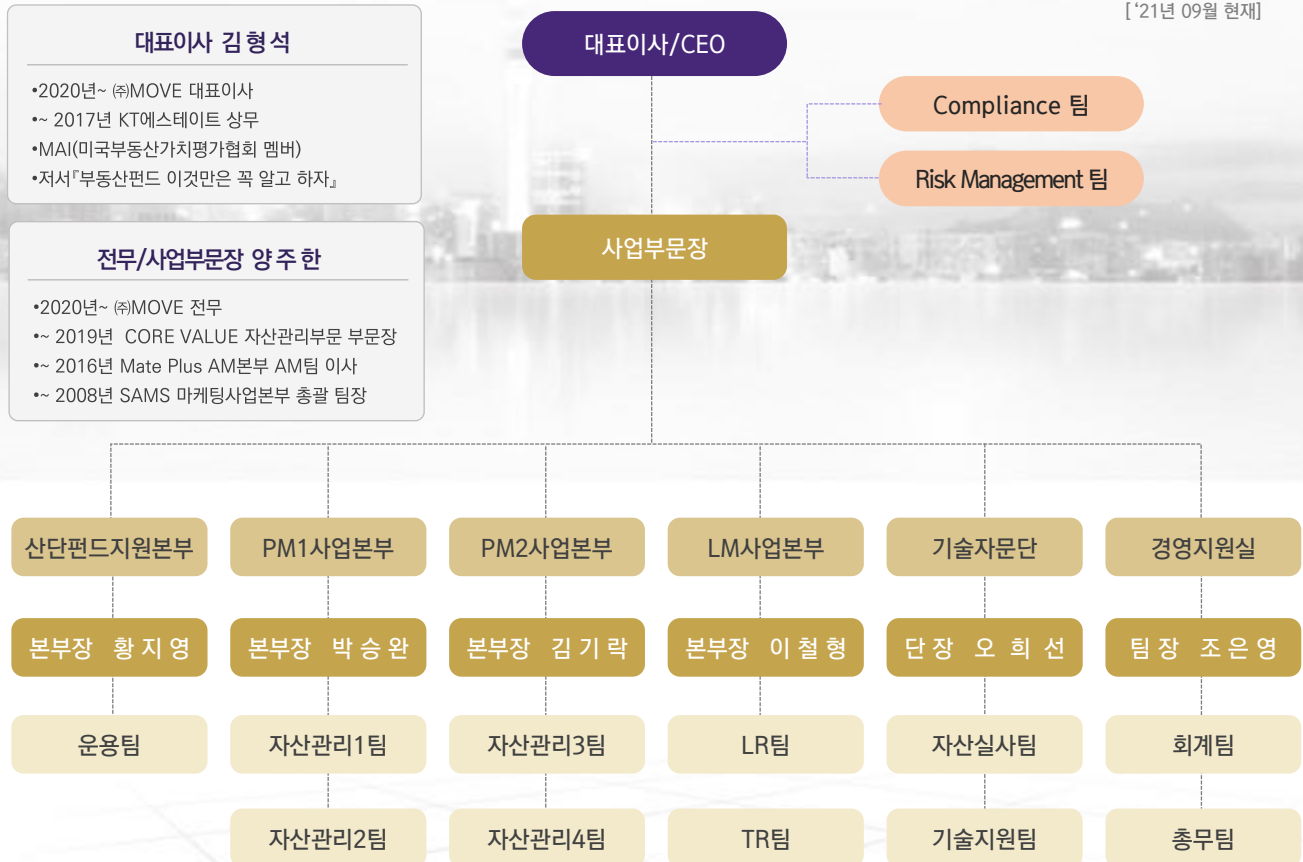 [ ‘21년 09월 현재]
대표이사 김형석
•2020년~ ㈜MOVE 대표이사
•~ 2017년 KT에스테이트 상무
•MAI(미국부동산가치평가협회 멤버)
•저서『부동산펀드 이것만은 꼭 알고 하자』
전무/사업부문장 양주한
•2020년~ ㈜MOVE 전무
•~ 2019년 CORE VALUE 자산관리부문 부문장
•~ 2016년 Mate Plus AM본부 AM팀 이사
•~ 2008년 SAMS 마케팅사업본부 총괄 팀장
대표이사/CEO
Compliance 팀
Risk Management 팀
사업부문장
산단펀드지원본부
PM1사업본부
PM2사업본부
LM사업본부
기술자문단
경영지원실
본부장 황지영
본부장 박승완
본부장 김기락
본부장 이철형
단장 오희선
팀장 조은영
운용팀
자산관리1팀
자산관리3팀
LR팀
자산실사팀
회계팀
자산관리2팀
자산관리4팀
TR팀
기술지원팀
총무팀